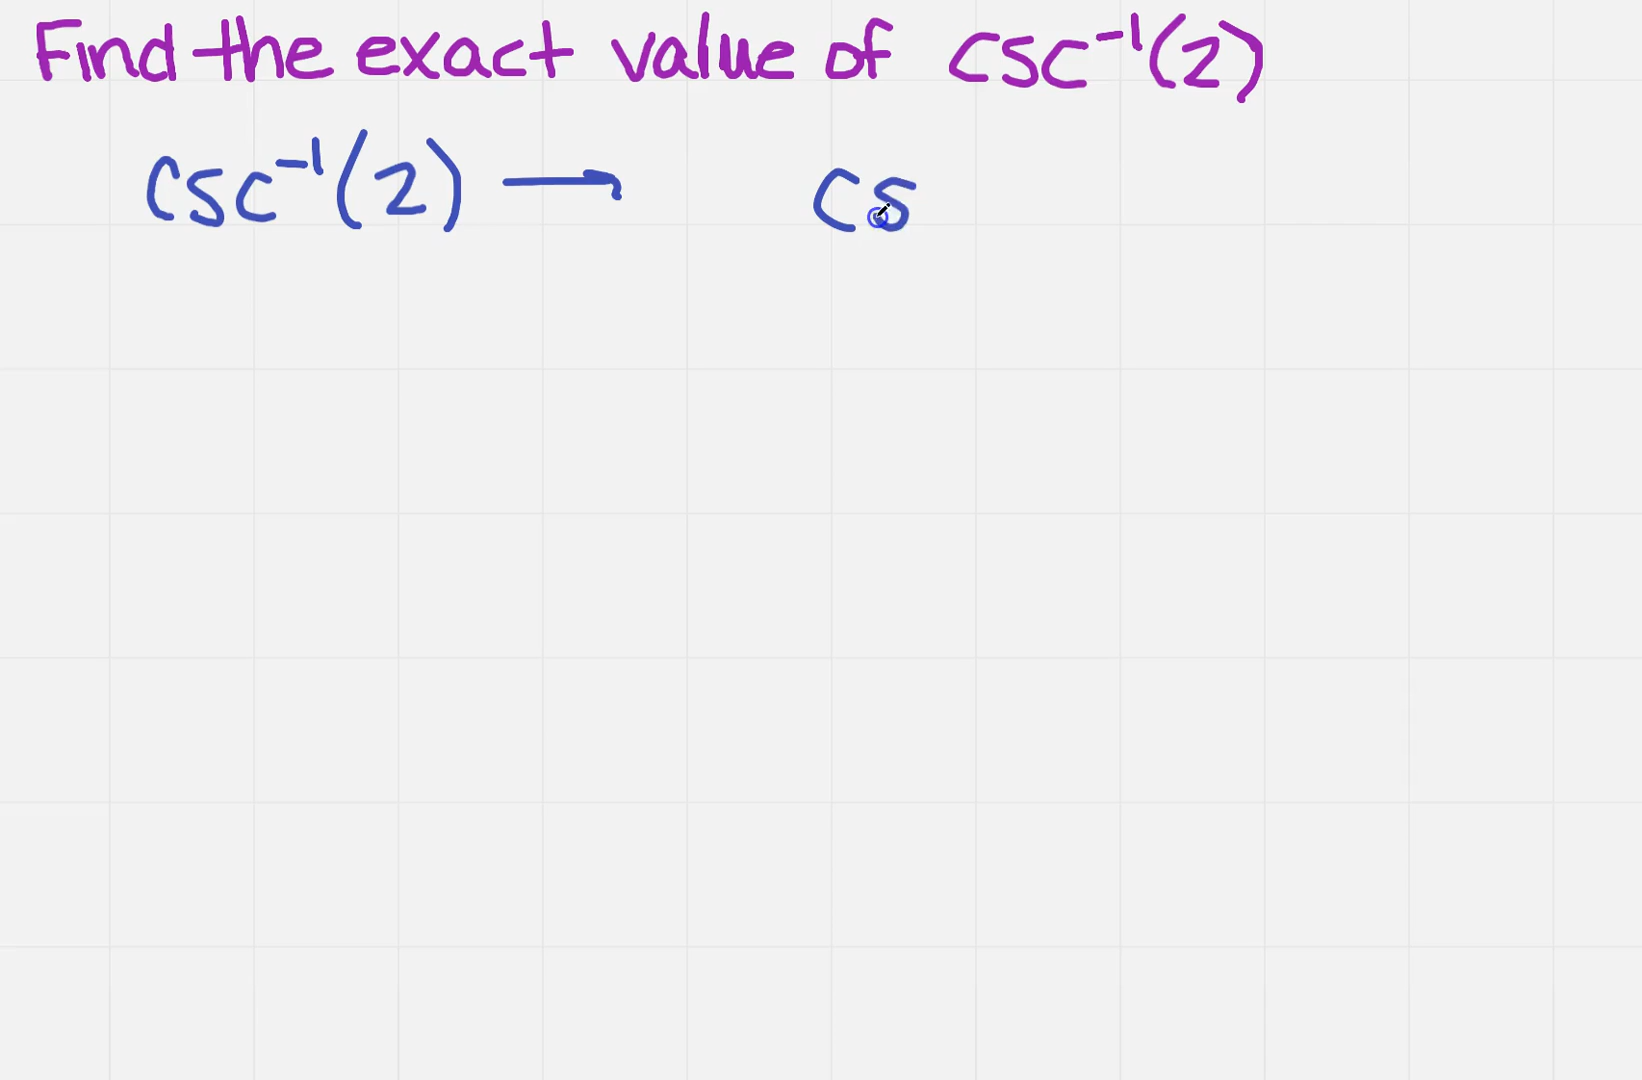 Find the exact value of csc⁻¹(2)
csc⁻¹(2) → cs